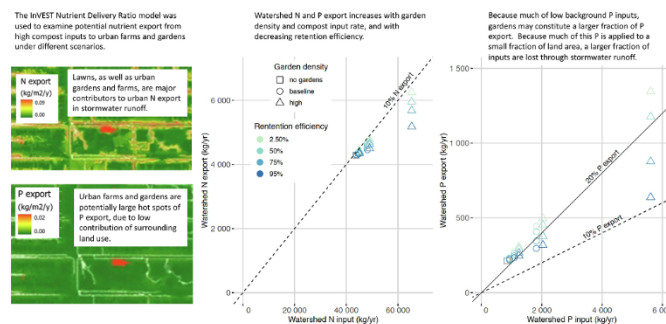 The InVEST Nutrient Delivery Ratio model was
used to examine potential nutrient export from
high compost inputs to urban farms and gardens
under different scenarios.
N export
(kg/m2/y)
0.09
0.00
Lawns, as well as urban
gardens and farms, are major
contributors to urban N export
in stormwater runoff.
P export
(kg/m2/y)
0.02
0.00
Urban farms and gardens are
potentially large hot spots of
P export, due to low
contribution of surrounding
land use.
Watershed N and P export increases with garden
density and compost input rate, and with
decreasing retention efficiency.
Garden density
no gardens
baseline
high
Rentention efficiency
2.50%
50%
75%
95%
10% N export
Watershed N export (kg/yr)
6 000
4 000
2 000
0
0
20 000
40 000
60 000
Watershed N input (kg/yr)
Because much of low background P inputs,
gardens may constitute a larger fraction of P
export. Because much of this P is applied to a
small fraction of land area, a larger fraction of
inputs are lost through stormwater runoff.
20% P export
10% P export
Watershed P export (kg/yr)
1 500
1 000
500
0
0
2 000
4 000
6 0
Watershed P input (kg/yr)